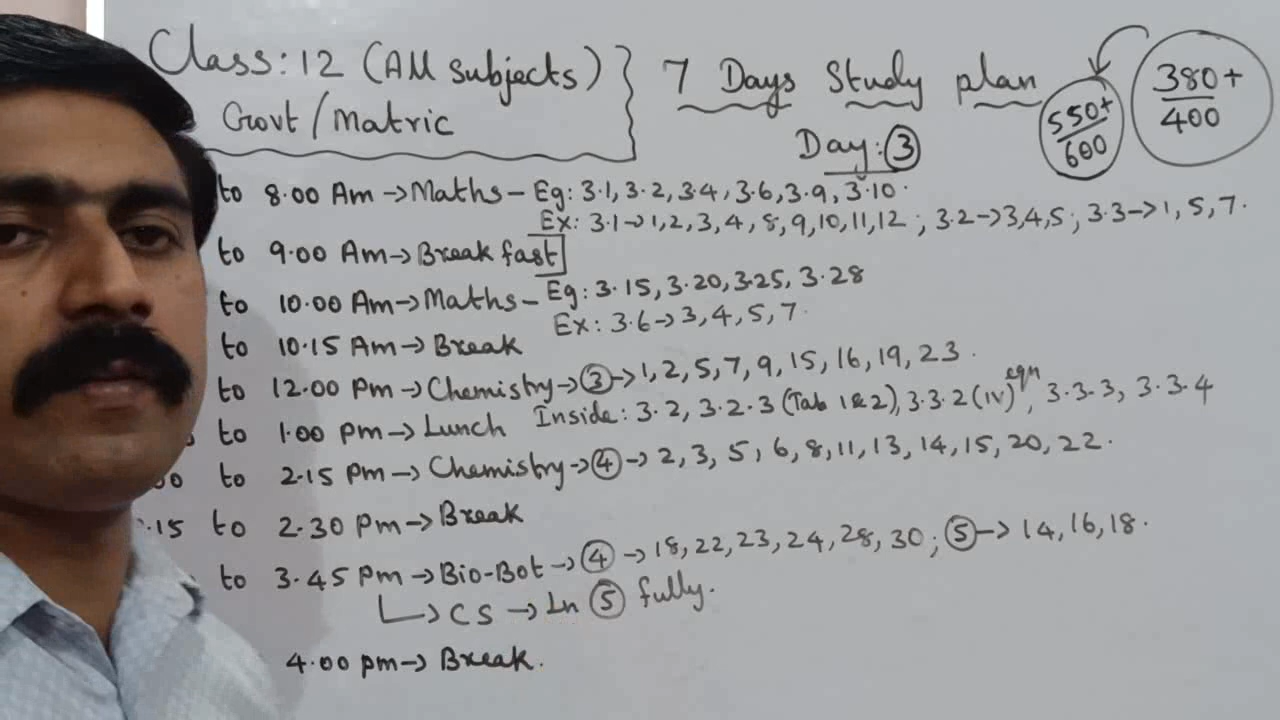 Class: 12 (All subjects) 7 Days Study plan
Govt/Matric
380+/400
550+/600
Day: 3
to 8.00 Am → Maths - Eg: 3.1, 3.2, 3.4, 3.6, 3.9, 3.10.
Ex: 3.1 → 1, 2, 3, 4, 8, 9, 10, 11, 12; 3.2 → 3, 4, 5; 3.3 → 1, 5, 7.
to 9.00 Am → Break fast
to 10.00 Am → Maths - Eg: 3.15, 3.20, 3.25, 3.28
Ex: 3.6 → 3, 4, 5, 7.
to 10.15 Am → Break
to 12.00 Pm → Chemistry → 3 → 1, 2, 5, 7, 9, 15, 16, 19, 23.
Inside: 3.2, 3.2.3 (Tab 1 & 2), 3.3.2 (iv) eqn, 3.3.3, 3.3.4
to 1.00 pm → Lunch
to 2.15 Pm → Chemistry → 4 → 2, 3, 5, 6, 8, 11, 13, 14, 15, 20, 22.
.15 to 2.30 Pm → Break
to 3.45 Pm → Bio-Bot → 4 → 18, 22, 23, 24, 28, 30; 5 → 14, 16, 18.
→ CS → Ln 5 fully.
4.00 pm → Break.